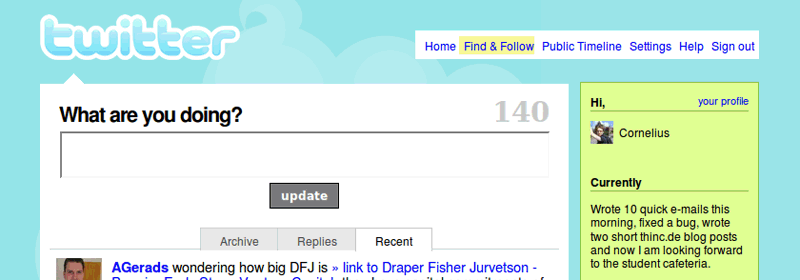 twitter
Home Find & Follow Public Timeline Settings Help Sign out
What are you doing? 140
update
Archive Replies Recent
AGerads wondering how big DFJ is » link to Draper Fisher Jurvetson -
Hi, your profile
Cornelius
Currently
Wrote 10 quick e-mails this
morning, fixed a bug, wrote
two short thinc.de blog posts
and now I am looking forward
to the student cafeteria.